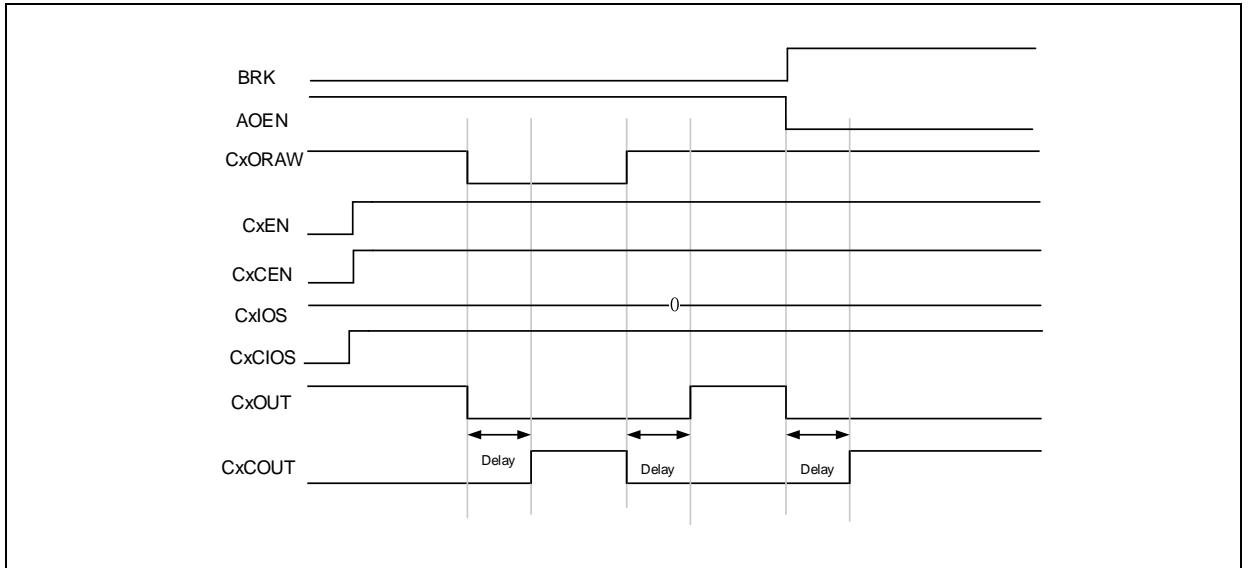 BRK
AOEN
CxORAW
CxEN
CxCEN
0
CxIOS
CxCIOS
CxOUT
Delay
Delay
Delay
CxCOUT